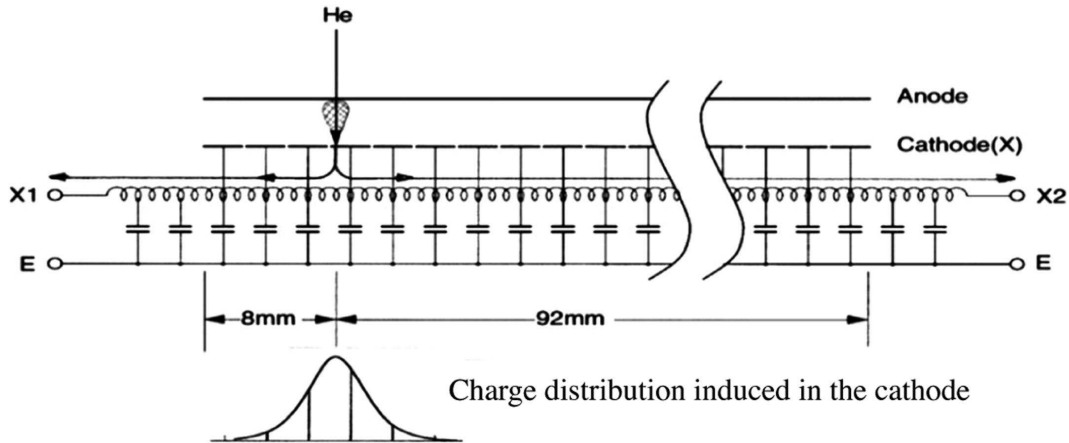 He
Anode
Cathode(X)
X1
X2
E
E
8mm
92mm
Charge distribution induced in the cathode